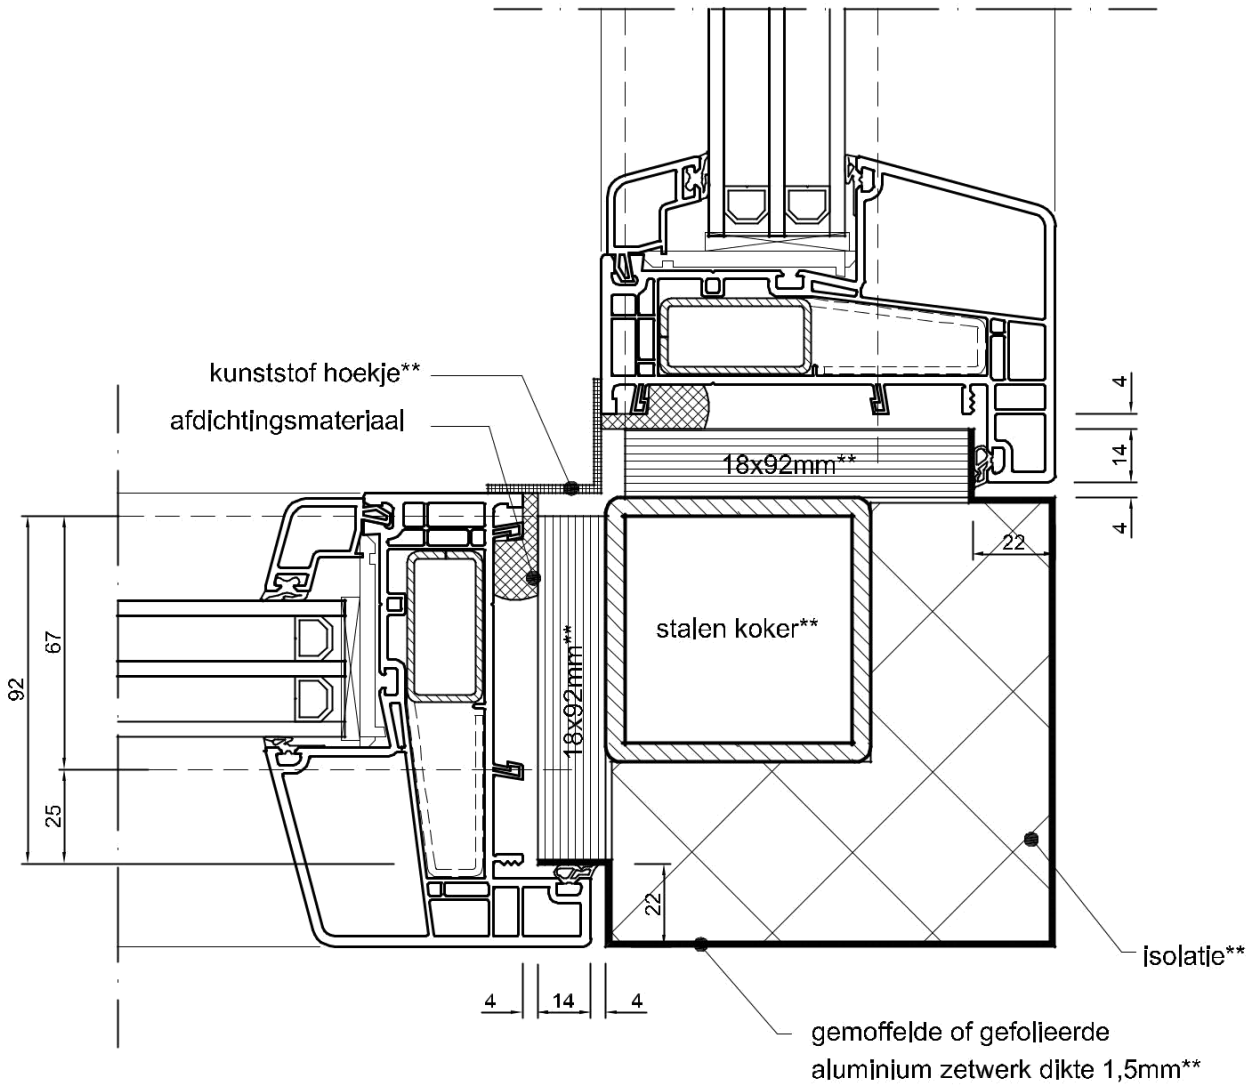 kunststof hoekje**
afdichtingsmateriaal
4
14
4
22
18x92mm**
stalen koker**
18x92mm**
67
92
25
22
isolatie**
4
14
4
gemoffelde of gefolieerde
aluminium zetwerk dikte 1,5mm**